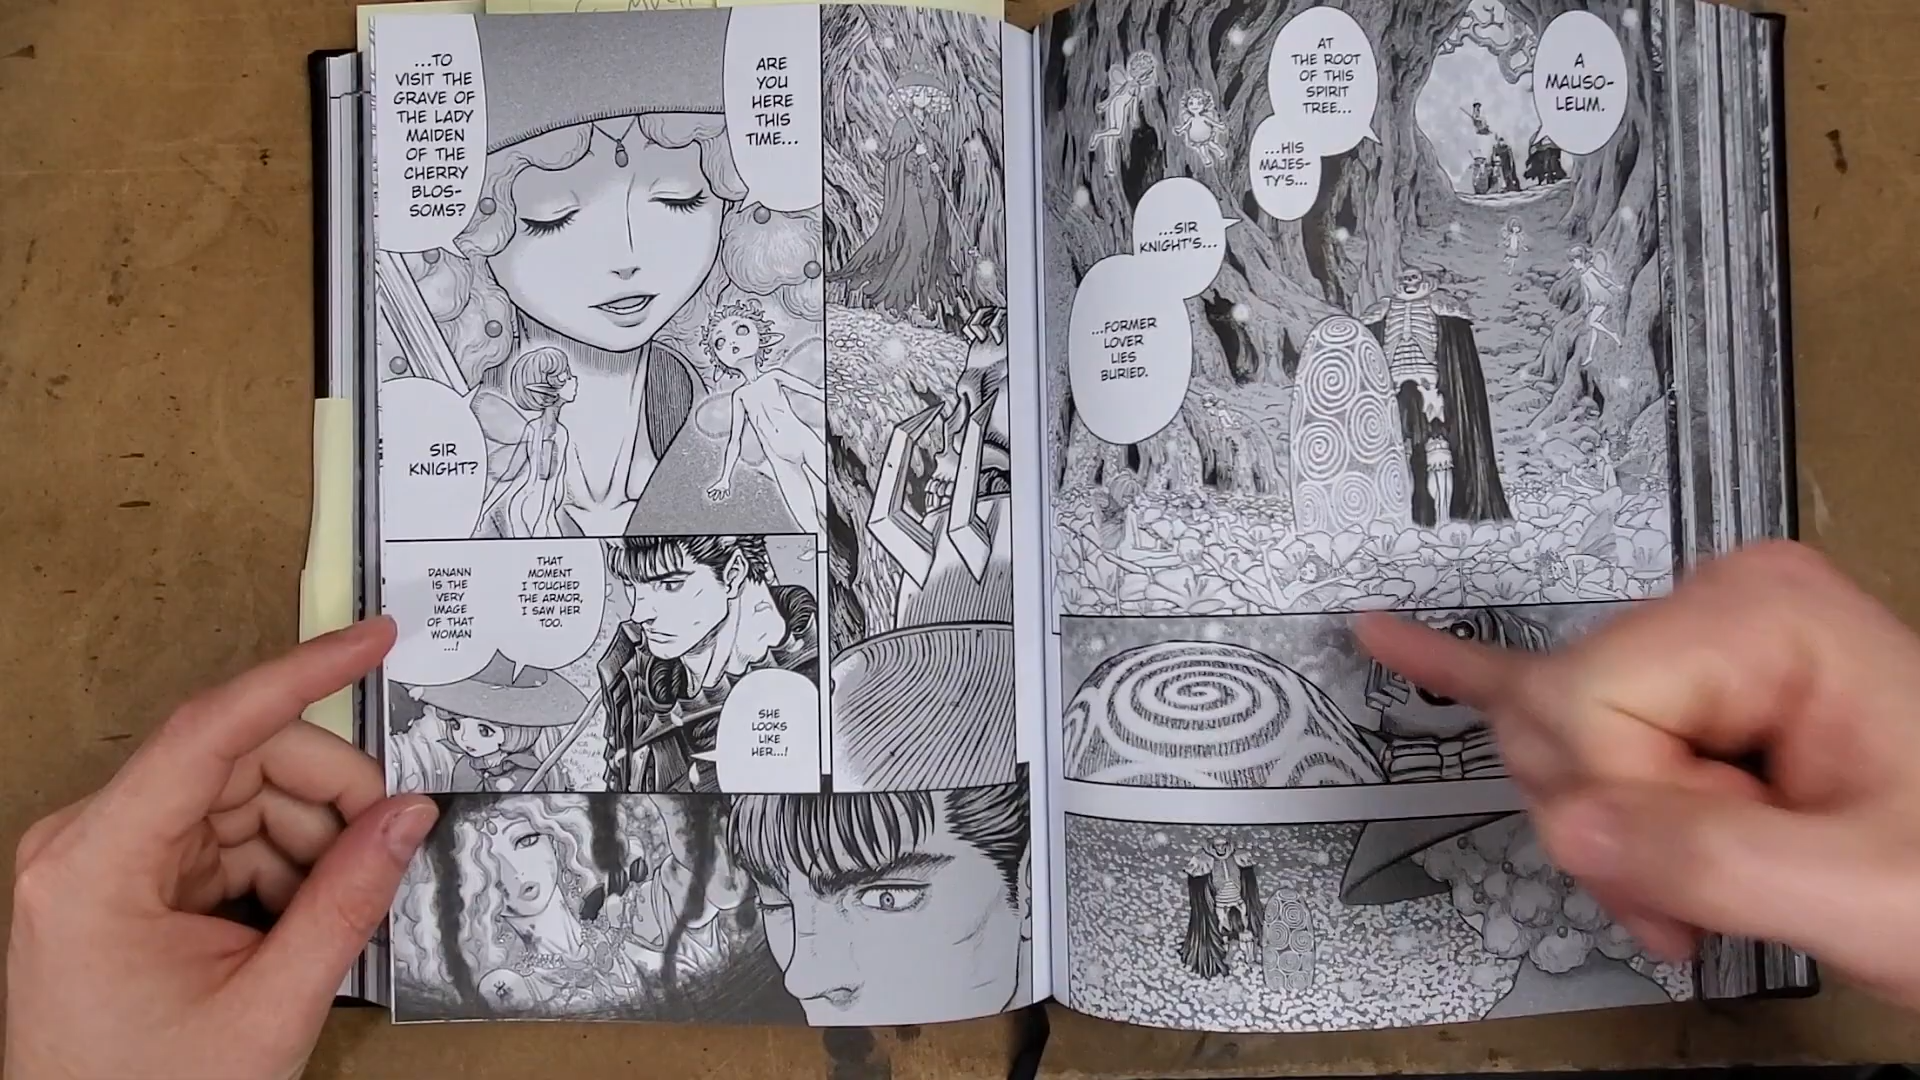 A
MAUSO-
LEUM.
AT
THE ROOT
OF THIS
SPIRIT
TREE...
...HIS
MAJES-
TY'S...
...SIR
KNIGHT'S...
...FORMER
LOVER
LIES
BURIED.
ARE
YOU
HERE
THIS
TIME...
...TO
VISIT THE
GRAVE OF
THE LADY
MAIDEN
OF THE
CHERRY
BLOS-
SOMS?
SIR
KNIGHT?
THAT
MOMENT
I TOUCHED
THE ARMOR,
I SAW HER
TOO.
DANANN
IS THE
VERY
IMAGE
OF THAT
WOMAN
...!
SHE
LOOKS
LIKE
HER...!